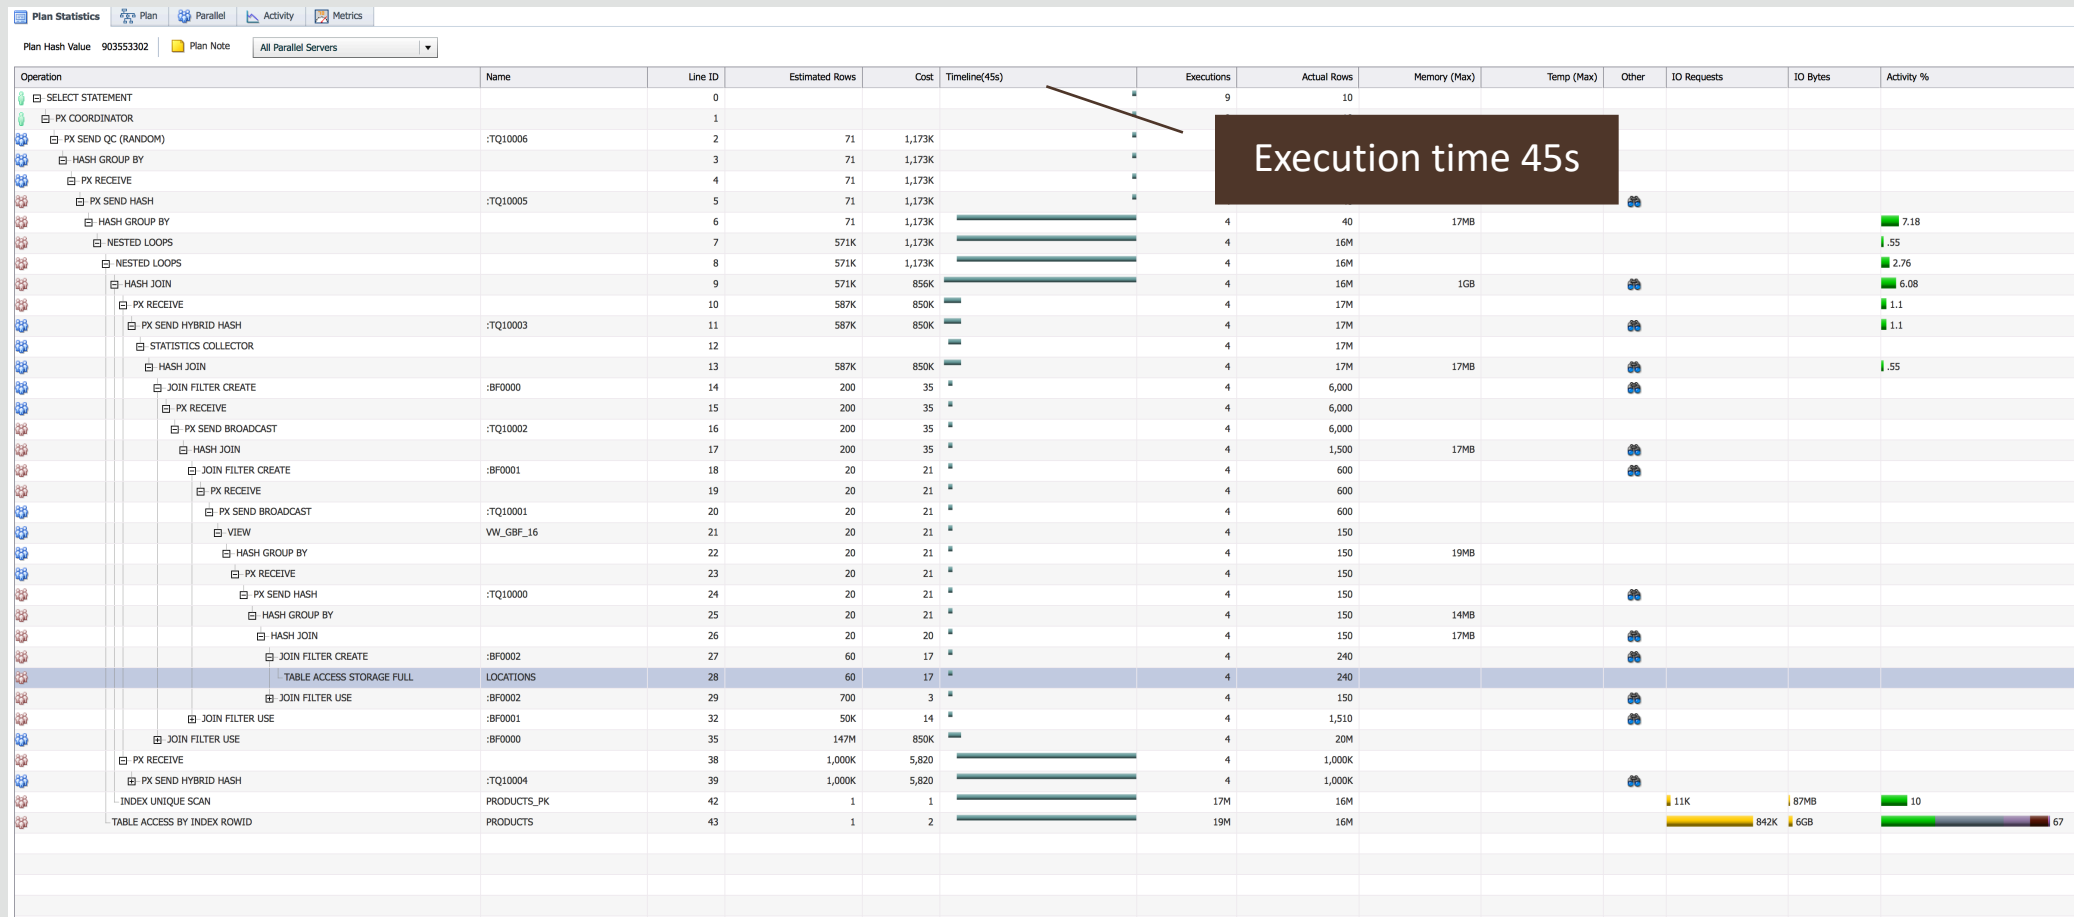 Plan Statistics Plan Parallel Activity Metrics
Plan Hash Value 903553302 Plan Note All Parallel Servers
Operation Name Line ID Estimated Rows Cost Timeline(45s) Executions Actual Rows Memory (Max) Temp (Max) Other IO Requests IO Bytes Activity %
SELECT STATEMENT 0 9 10
PX COORDINATOR 1
PX SEND QC (RANDOM) :TQ10006 2 71 1,173K
Execution time 45s
HASH GROUP BY 3 71 1,173K
PX RECEIVE 4 71 1,173K
PX SEND HASH :TQ10005 5 71 1,173K
HASH GROUP BY 6 71 1,173K 4 40 17MB 7.18
NESTED LOOPS 7 571K 1,173K 4 16M .55
NESTED LOOPS 8 571K 1,173K 4 16M 2.76
HASH JOIN 9 571K 856K 4 16M 1GB 6.08
PX RECEIVE 10 587K 850K 4 17M 1.1
PX SEND HYBRID HASH :TQ10003 11 587K 850K 4 17M 1.1
STATISTICS COLLECTOR 12 4 17M
HASH JOIN 13 587K 850K 4 17M 17MB .55
JOIN FILTER CREATE :BF0000 14 200 35 4 6,000
PX RECEIVE 15 200 35 4 6,000
PX SEND BROADCAST :TQ10002 16 200 35 4 6,000
HASH JOIN 17 200 35 4 1,500 17MB
JOIN FILTER CREATE :BF0001 18 20 21 4 600
PX RECEIVE 19 20 21 4 600
PX SEND BROADCAST :TQ10001 20 20 21 4 600
VIEW VW_GBF_16 21 20 21 4 150
HASH GROUP BY 22 20 21 4 150 19MB
PX RECEIVE 23 20 21 4 150
PX SEND HASH :TQ10000 24 20 21 4 150
HASH GROUP BY 25 20 21 4 150 14MB
HASH JOIN 26 20 20 4 150 17MB
JOIN FILTER CREATE :BF0002 27 60 17 4 240
TABLE ACCESS STORAGE FULL LOCATIONS 28 60 17 4 240
JOIN FILTER USE :BF0002 29 700 3 4 150
JOIN FILTER USE :BF0001 32 50K 14 4 1,510
JOIN FILTER USE :BF0000 35 147M 850K 4 20M
PX RECEIVE 38 1,000K 5,820 4 1,000K
PX SEND HYBRID HASH :TQ10004 39 1,000K 5,820 4 1,000K
INDEX UNIQUE SCAN PRODUCTS_PK 42 1 1 17M 16M 11K 87MB 10
TABLE ACCESS BY INDEX ROWID PRODUCTS 43 1 2 19M 16M 842K 6GB 67